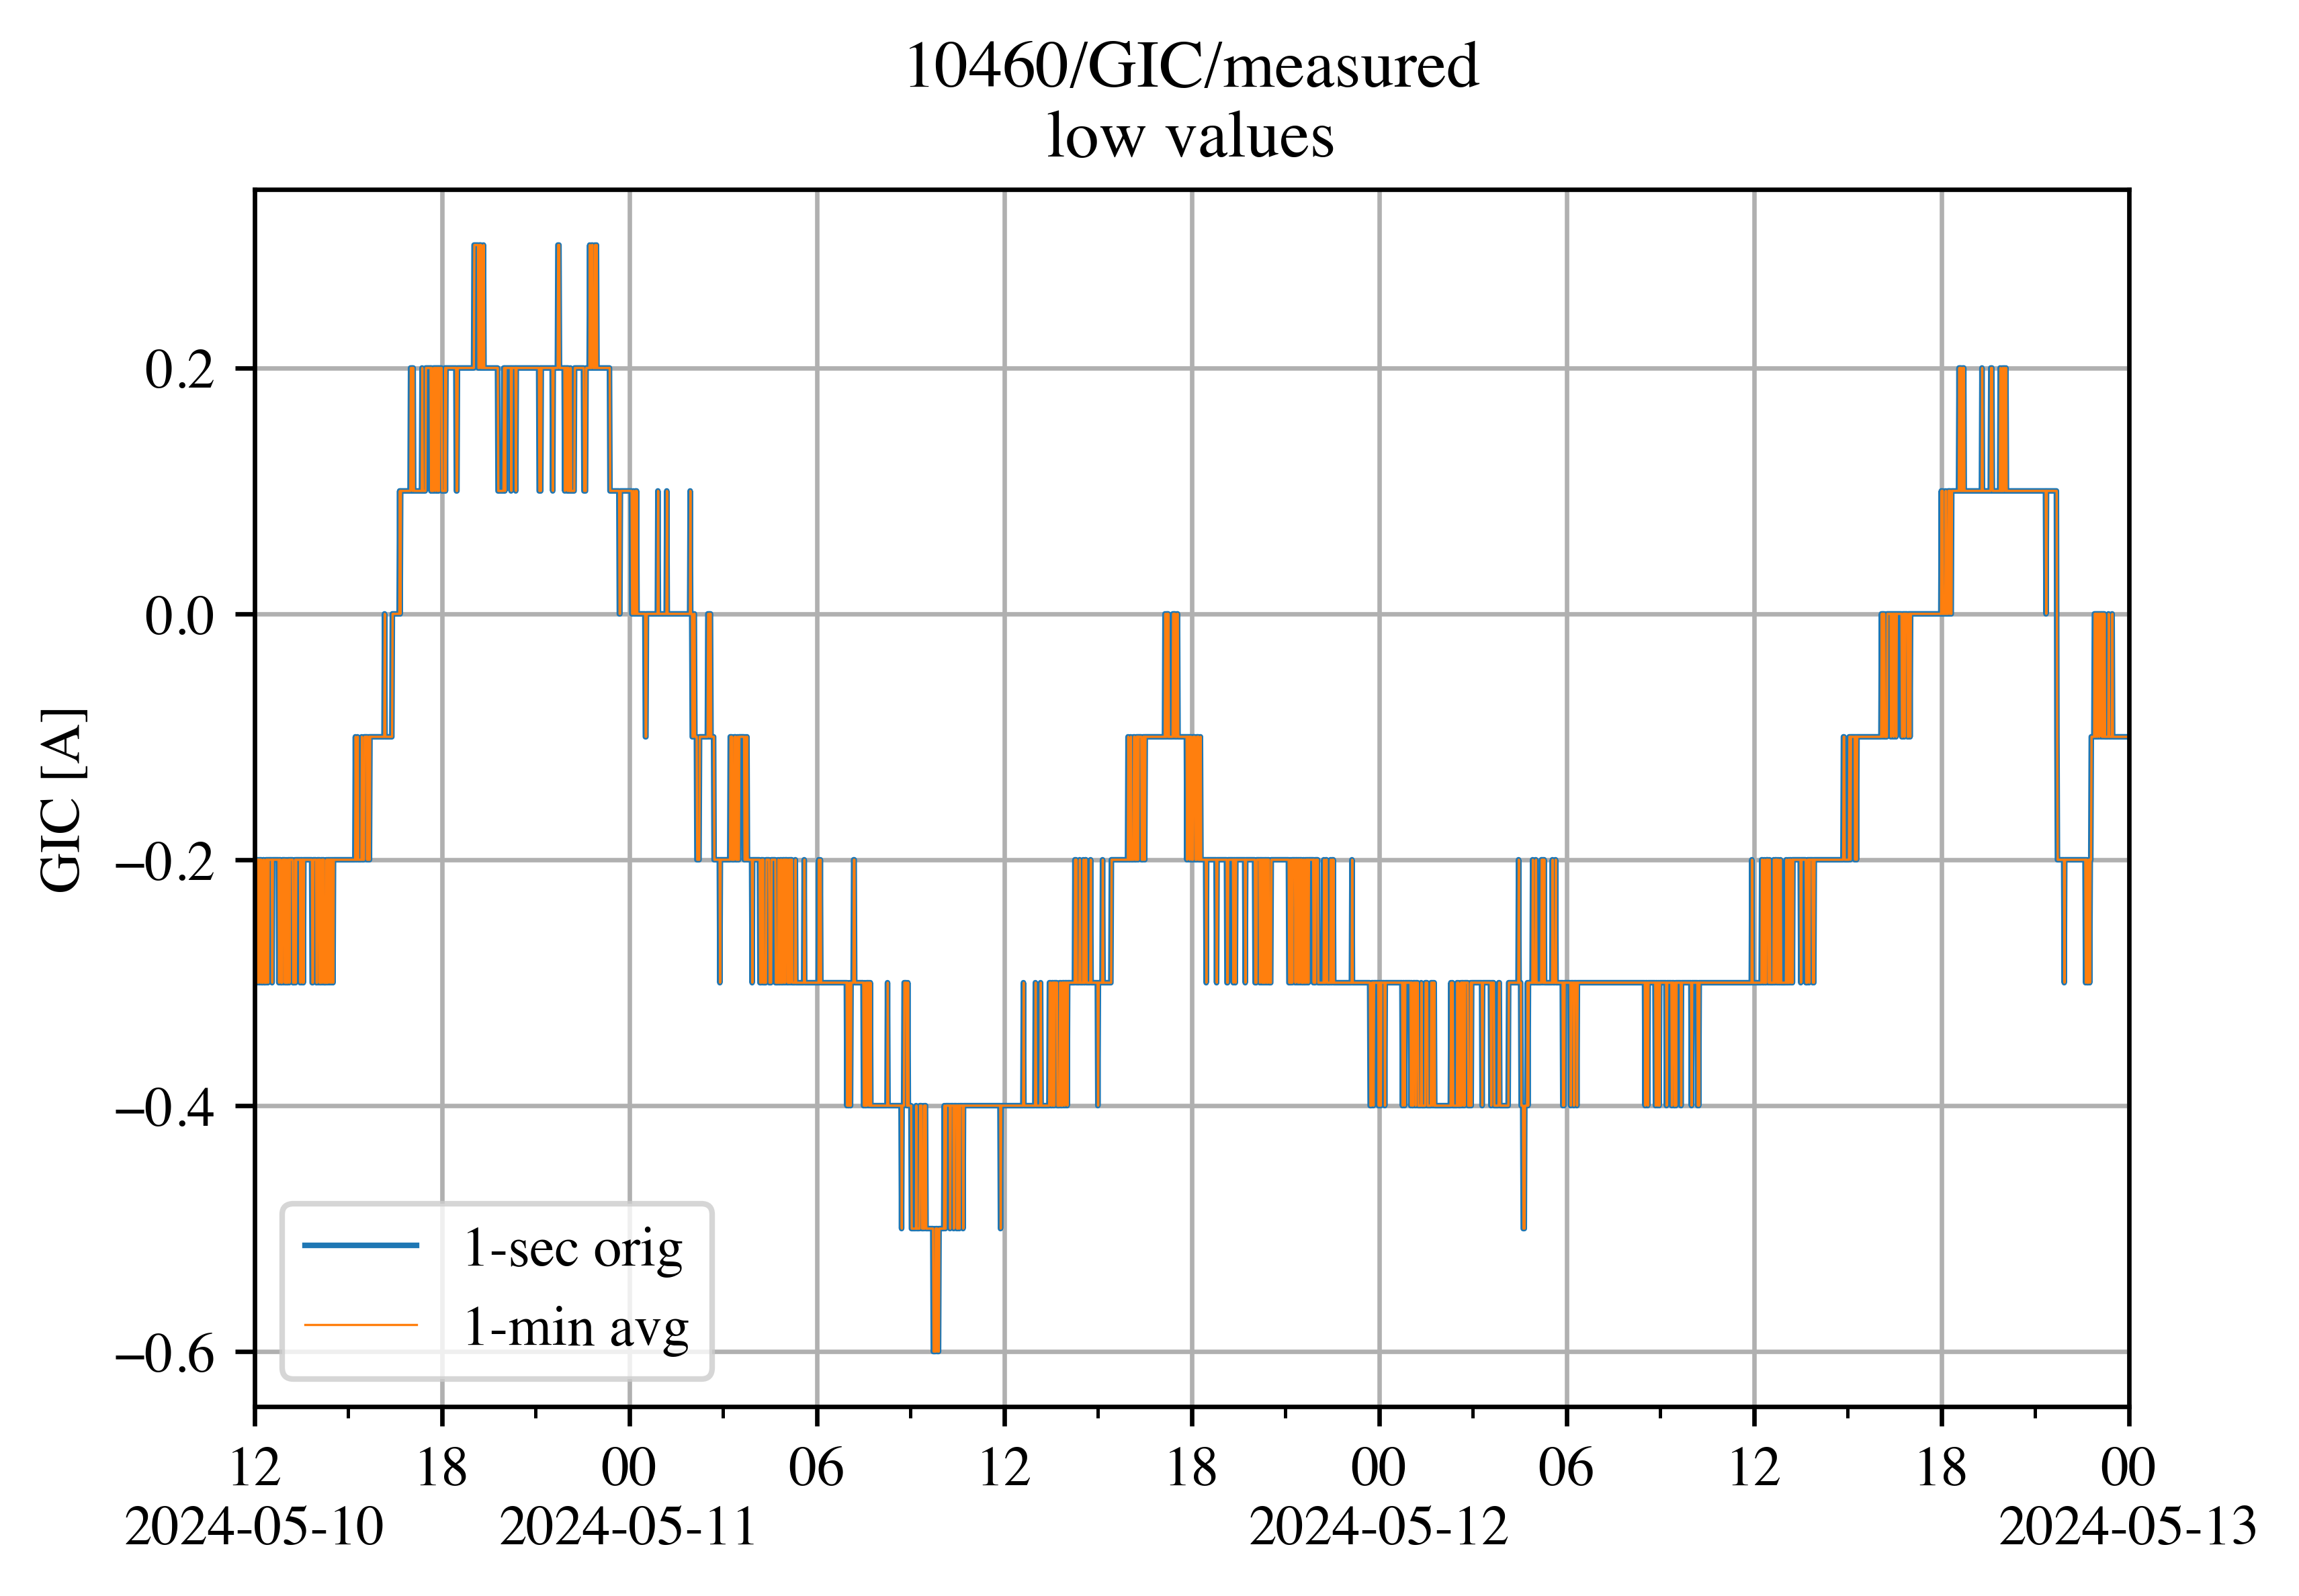 10460/GIC/measured
low values
GIC [A]
0.2
0.0
−0.2
−0.4
−0.6
1-sec orig
1-min avg
12 18 00 06 12 18 00 06 12 18 00
2024-05-10 2024-05-11 2024-05-12 2024-05-13